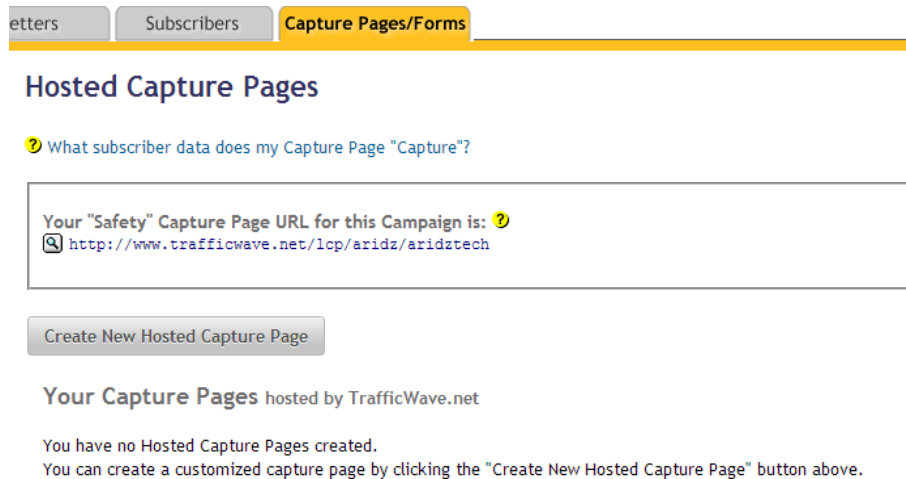 etters Subscribers Capture Pages/Forms
Hosted Capture Pages
? What subscriber data does my Capture Page "Capture"?
Your "Safety" Capture Page URL for this Campaign is: ?
http://www.trafficwave.net/lcp/aridz/aridztech
Create New Hosted Capture Page
Your Capture Pages hosted by TrafficWave.net
You have no Hosted Capture Pages created.
You can create a customized capture page by clicking the "Create New Hosted Capture Page" button above.